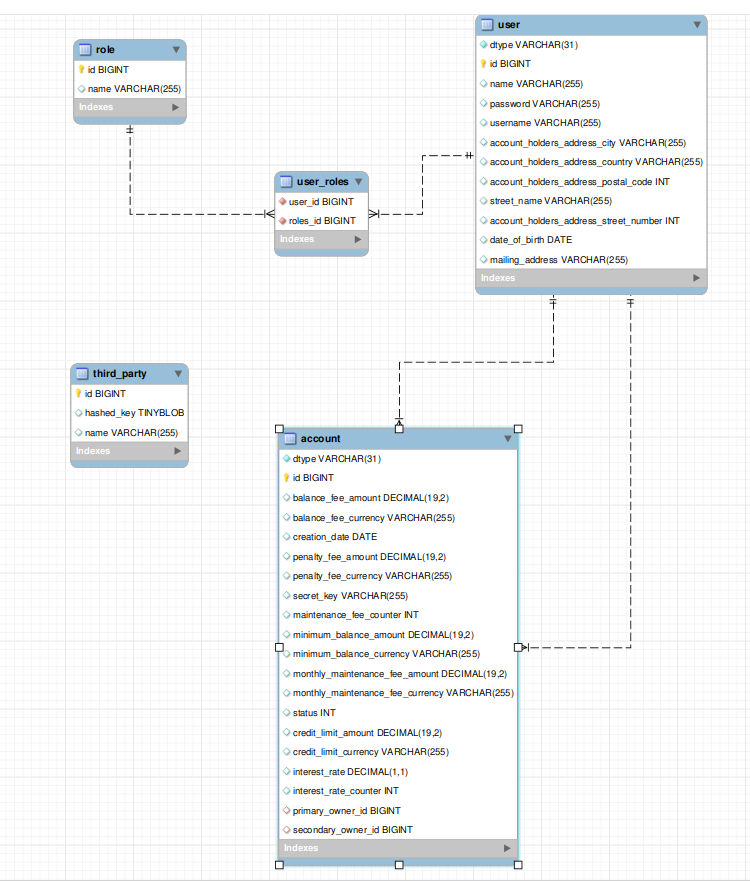 role
id BIGINT
name VARCHAR(255)
Indexes
user
dtype VARCHAR(31)
id BIGINT
name VARCHAR(255)
password VARCHAR(255)
username VARCHAR(255)
account_holders_address_city VARCHAR(255)
account_holders_address_country VARCHAR(255)
account_holders_address_postal_code INT
street_name VARCHAR(255)
account_holders_address_street_number INT
date_of_birth DATE
mailing_address VARCHAR(255)
Indexes
user_roles
user_id BIGINT
roles_id BIGINT
Indexes
third_party
id BIGINT
hashed_key TINYBLOB
name VARCHAR(255)
Indexes
account
dtype VARCHAR(31)
id BIGINT
balance_fee_amount DECIMAL(19,2)
balance_fee_currency VARCHAR(255)
creation_date DATE
penalty_fee_amount DECIMAL(19,2)
penalty_fee_currency VARCHAR(255)
secret_key VARCHAR(255)
maintenance_fee_counter INT
minimum_balance_amount DECIMAL(19,2)
minimum_balance_currency VARCHAR(255)
monthly_maintenance_fee_amount DECIMAL(19,2)
monthly_maintenance_fee_currency VARCHAR(255)
status INT
credit_limit_amount DECIMAL(19,2)
credit_limit_currency VARCHAR(255)
interest_rate DECIMAL(1,1)
interest_rate_counter INT
primary_owner_id BIGINT
secondary_owner_id BIGINT
Indexes